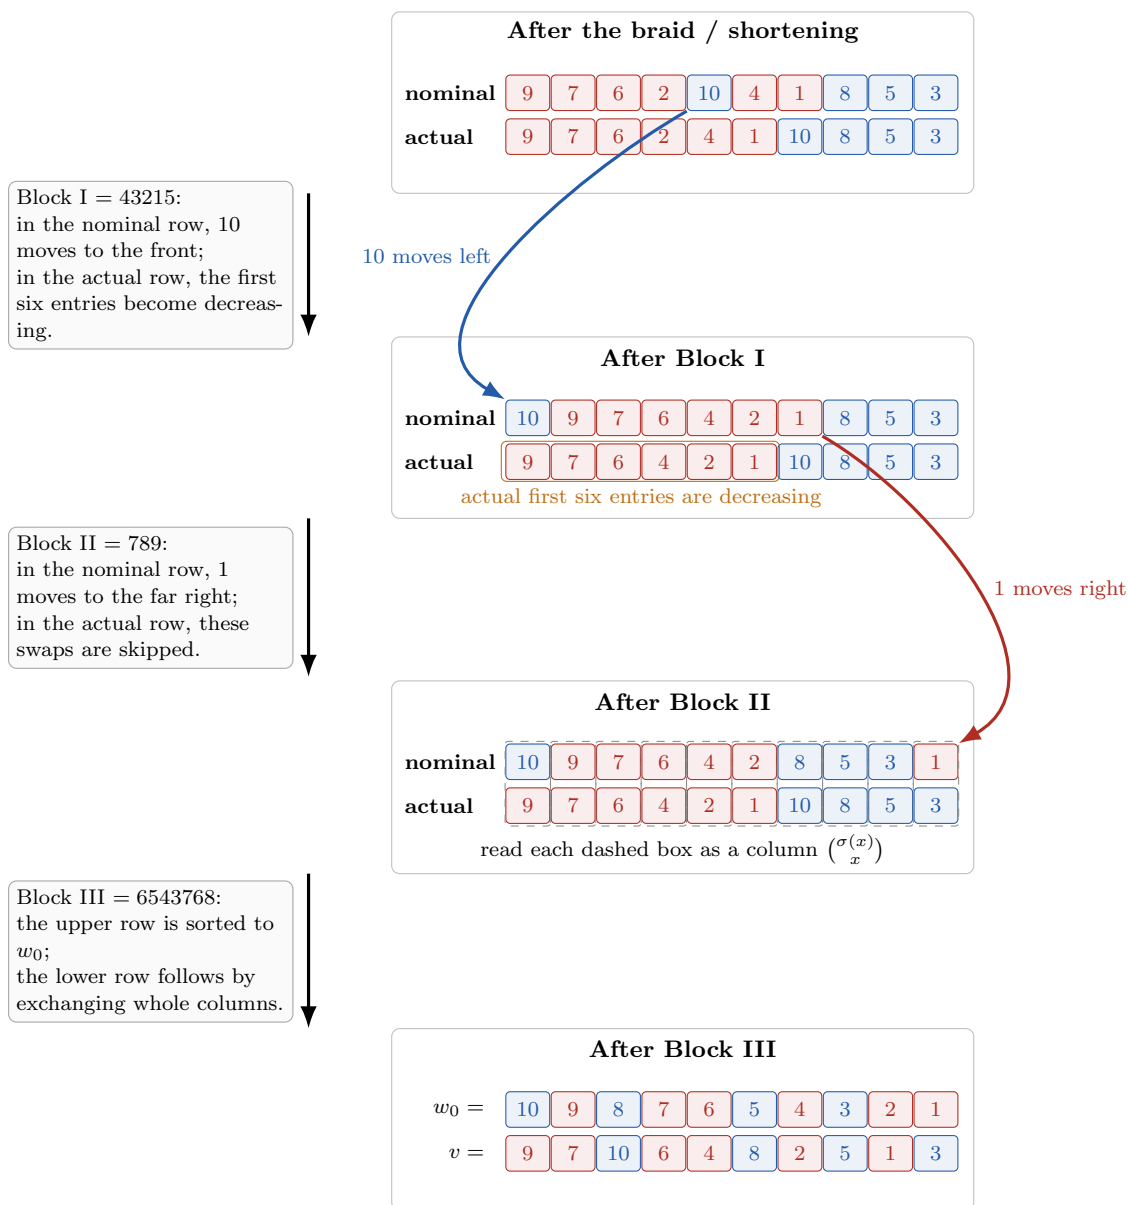 After the braid / shortening
nominal 9 7 6 2 10 4 1 8 5 3
actual 9 7 6 2 4 1 10 8 5 3
Block I = 43215:
in the nominal row, 10
moves to the front;
in the actual row, the first
six entries become decreas-
ing.
10 moves left
After Block I
nominal 10 9 7 6 4 2 1 8 5 3
actual 9 7 6 4 2 1 10 8 5 3
actual first six entries are decreasing
Block II = 789:
in the nominal row, 1
moves to the far right;
in the actual row, these
swaps are skipped.
1 moves right
After Block II
nominal 10 9 7 6 4 2 8 5 3 1
actual 9 7 6 4 2 1 10 8 5 3
read each dashed box as a column (σ(x) x)
Block III = 6543768:
the upper row is sorted to
w₀;
the lower row follows by
exchanging whole columns.
After Block III
w₀ = 10 9 8 7 6 5 4 3 2 1
v = 9 7 10 6 4 8 2 5 1 3